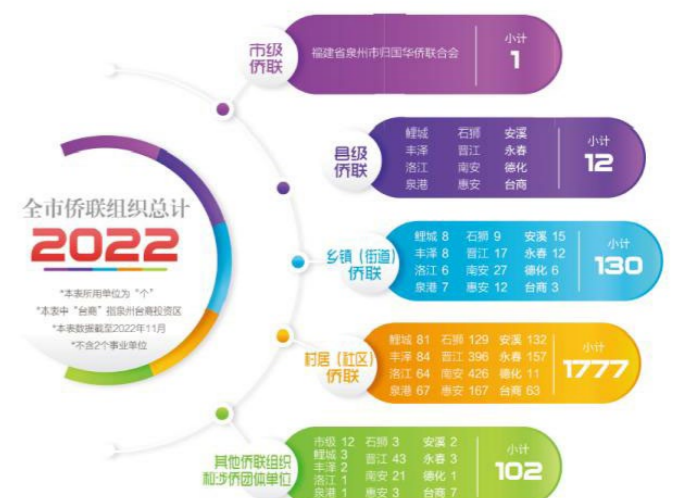 市级
侨联
福建省泉州市归国华侨联合会
小计
1
县级
侨联
鲤城 石狮 安溪
丰泽 晋江 永春
洛江 南安 德化
泉港 惠安 台商
小计
12
全市侨联组织总计
2022
*本表所用单位为“个”
*本表中“台商”指泉州台商投资区
*本表数据截至2022年11月
*不含2个事业单位
乡镇(街道)
侨联
鲤城 8 石狮 9 安溪 15
丰泽 8 晋江 17 永春 12
洛江 6 南安 27 德化 6
泉港 7 惠安 12 台商 3
小计
130
村居(社区)
侨联
鲤城 81 石狮 129 安溪 132
丰泽 84 晋江 396 永春 157
洛江 64 南安 426 德化 11
泉港 67 惠安 167 台商 63
小计
1777
其他侨联组织
和涉侨团体单位
市级 12 石狮 3 安溪 2
鲤城 3 晋江 43 永春 3
丰泽 2
洛江 1 南安 21 德化 1
泉港 1 惠安 3 台商 7
小计
102